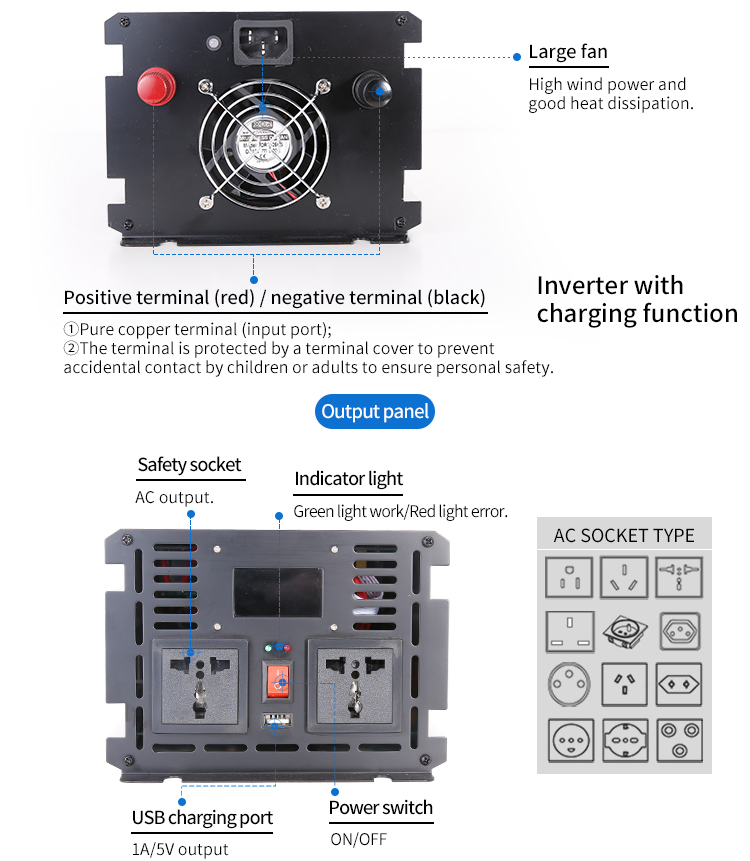 Large fan
High wind power and
good heat dissipation.
Positive terminal (red) / negative terminal (black)
①Pure copper terminal (input port);
②The terminal is protected by a terminal cover to prevent
accidental contact by children or adults to ensure personal safety.
Inverter with
charging function
Output panel
Safety socket
AC output.
Indicator light
Green light work/Red light error.
AC SOCKET TYPE
USB charging port
1A/5V output
Power switch
ON/OFF